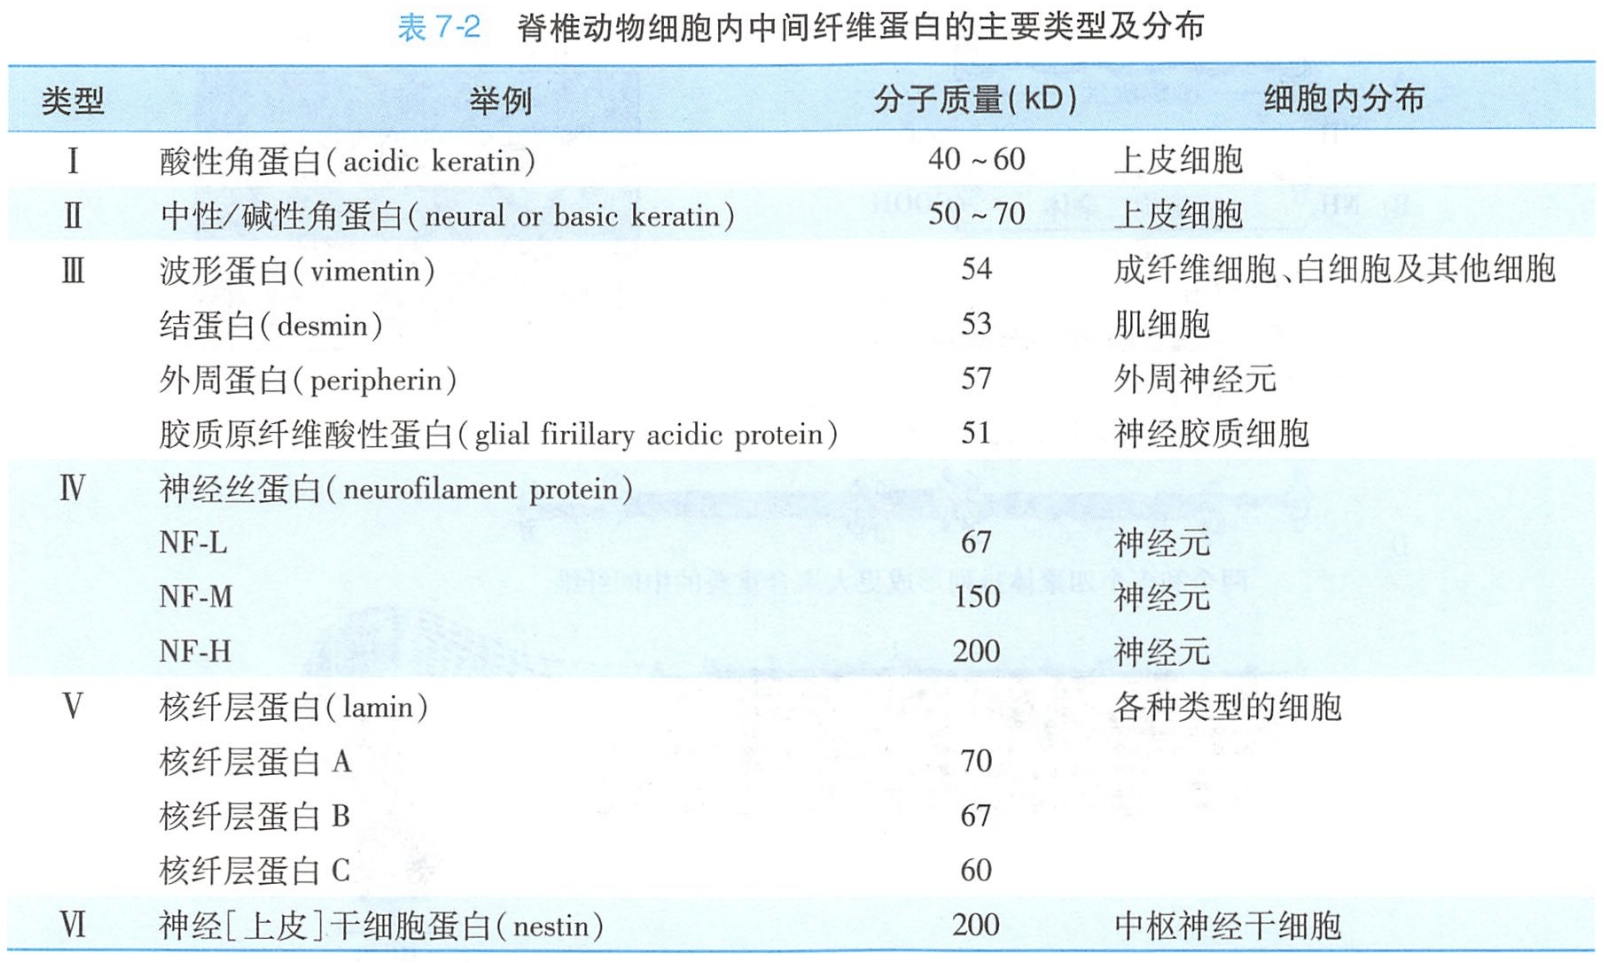 表7-2 脊椎动物细胞内中间纤维蛋白的主要类型及分布
类型 举例 分子质量(kD) 细胞内分布
Ⅰ 酸性角蛋白(acidic keratin) 40~60 上皮细胞
Ⅱ 中性/碱性角蛋白(neural or basic keratin) 50~70 上皮细胞
Ⅲ 波形蛋白(vimentin) 54 成纤维细胞、白细胞及其他细胞
结蛋白(desmin) 53 肌细胞
外周蛋白(peripherin) 57 外周神经元
胶质原纤维酸性蛋白(glial firillary acidic protein) 51 神经胶质细胞
Ⅳ 神经丝蛋白(neurofilament protein)
NF-L 67 神经元
NF-M 150 神经元
NF-H 200 神经元
Ⅴ 核纤层蛋白(lamin) 各种类型的细胞
核纤层蛋白 A 70
核纤层蛋白 B 67
核纤层蛋白 C 60
Ⅵ 神经[上皮]干细胞蛋白(nestin) 200 中枢神经干细胞